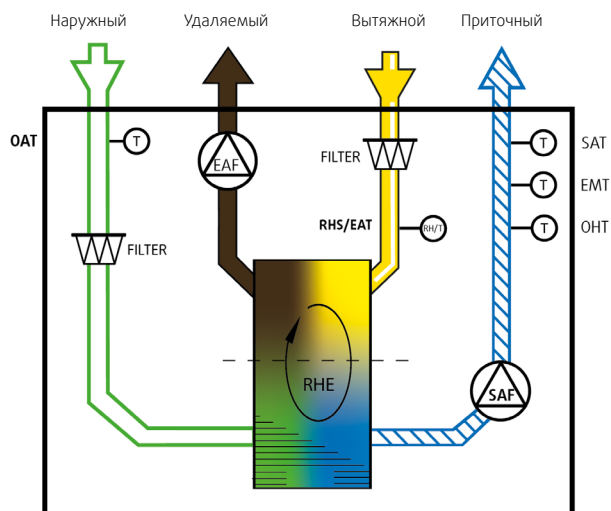 Наружный Удаляемый Вытяжной Приточный
OAT T T SAT
EAF FILTER
T EMT
RHS/EAT RH/T T OHT
FILTER
RHE
SAF